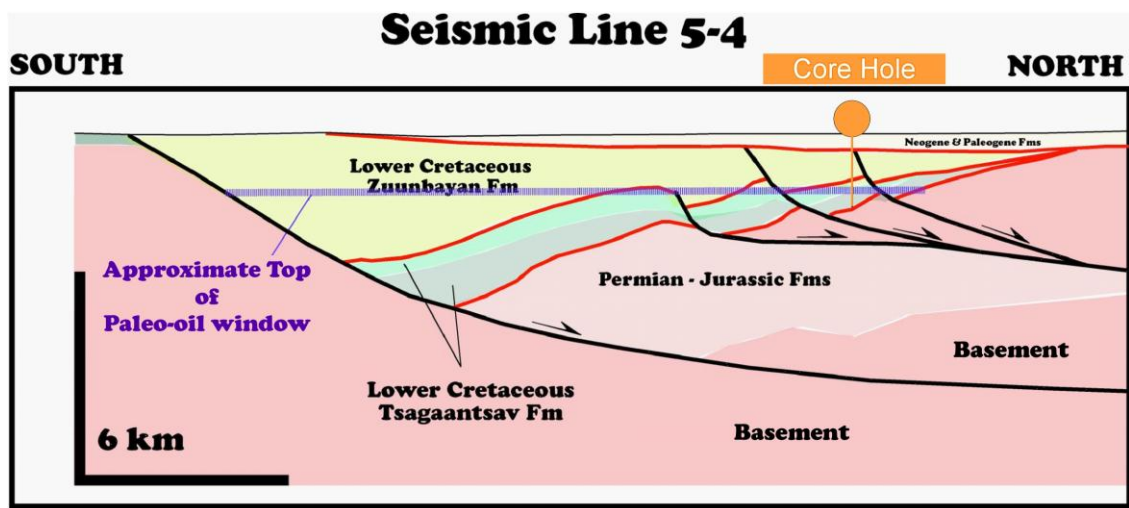 Seismic Line 5-4
SOUTH
Core Hole
NORTH
Neogene & Paleogene Fms
Lower Cretaceous
Zuunbayan Fm
Approximate Top
of
Paleo-oil window
Permian - Jurassic Fms
Basement
Lower Cretaceous
Tsagaantsav Fm
6 km
Basement